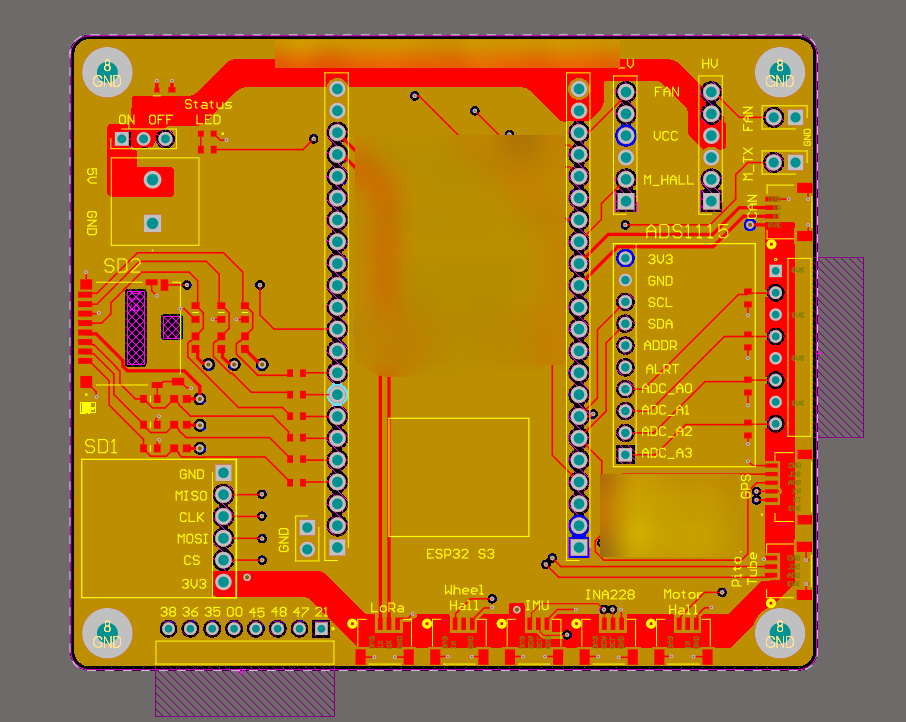 8
GND
8
GND
LV
HV
Status
LED
ON OFF
FAN
VCC
M_HALL
FAN
GND
M_TX
CAN
5V
GND
SD2
ADS1115
3V3
GND
SCL
SDA
ADDR
ALRT
ADC_A0
ADC_A1
ADC_A2
ADC_A3
SD1
GND
MISO
CLK
MOSI
CS
3V3
GND
ESP32 S3
GPS
Pito.
Tube
38 36 35 00 45 48 47 21
LoRa
Wheel
Hall
IMU
INA228
Motor
Hall
8
GND
8
GND